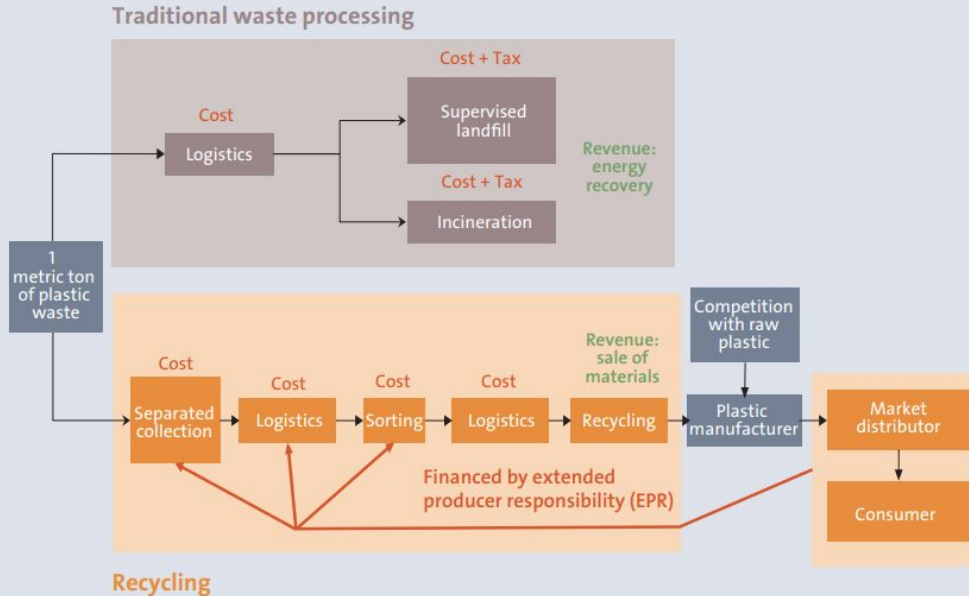 Traditional waste processing
Cost + Tax
Supervised
landfill
Cost
Logistics
Revenue:
energy
recovery
Cost + Tax
Incineration
1
metric ton
of plastic
waste
Competition
with raw
plastic
Revenue:
sale of
materials
Cost
Separated
collection
Cost
Logistics
Cost
Sorting
Cost
Logistics
Recycling
Plastic
manufacturer
Market
distributor
Consumer
Financed by extended
producer responsibility (EPR)
Recycling